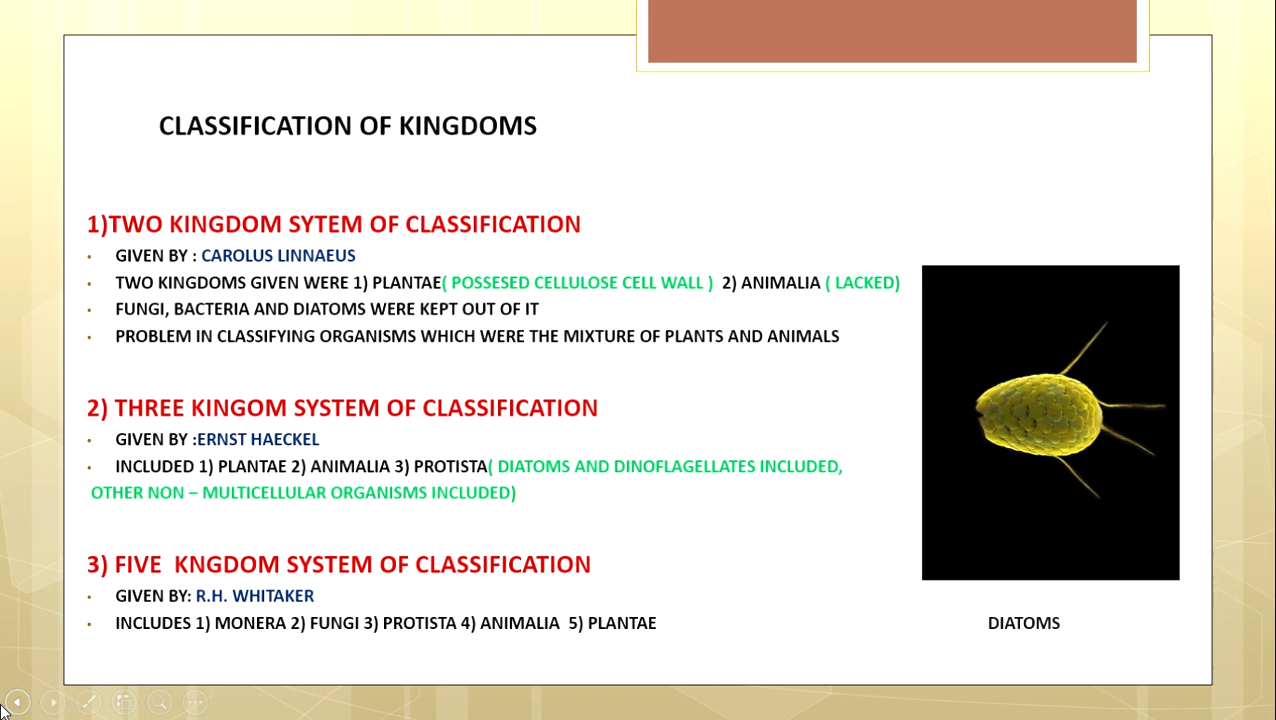 CLASSIFICATION OF KINGDOMS
1)TWO KINGDOM SYTEM OF CLASSIFICATION
• GIVEN BY : CAROLUS LINNAEUS
• TWO KINGDOMS GIVEN WERE 1) PLANTAE( POSSESED CELLULOSE CELL WALL ) 2) ANIMALIA ( LACKED)
• FUNGI, BACTERIA AND DIATOMS WERE KEPT OUT OF IT
• PROBLEM IN CLASSIFYING ORGANISMS WHICH WERE THE MIXTURE OF PLANTS AND ANIMALS
2) THREE KINGOM SYSTEM OF CLASSIFICATION
• GIVEN BY :ERNST HAECKEL
• INCLUDED 1) PLANTAE 2) ANIMALIA 3) PROTISTA( DIATOMS AND DINOFLAGELLATES INCLUDED,
OTHER NON – MULTICELLULAR ORGANISMS INCLUDED)
3) FIVE KNGDOM SYSTEM OF CLASSIFICATION
• GIVEN BY: R.H. WHITAKER
• INCLUDES 1) MONERA 2) FUNGI 3) PROTISTA 4) ANIMALIA 5) PLANTAE
DIATOMS